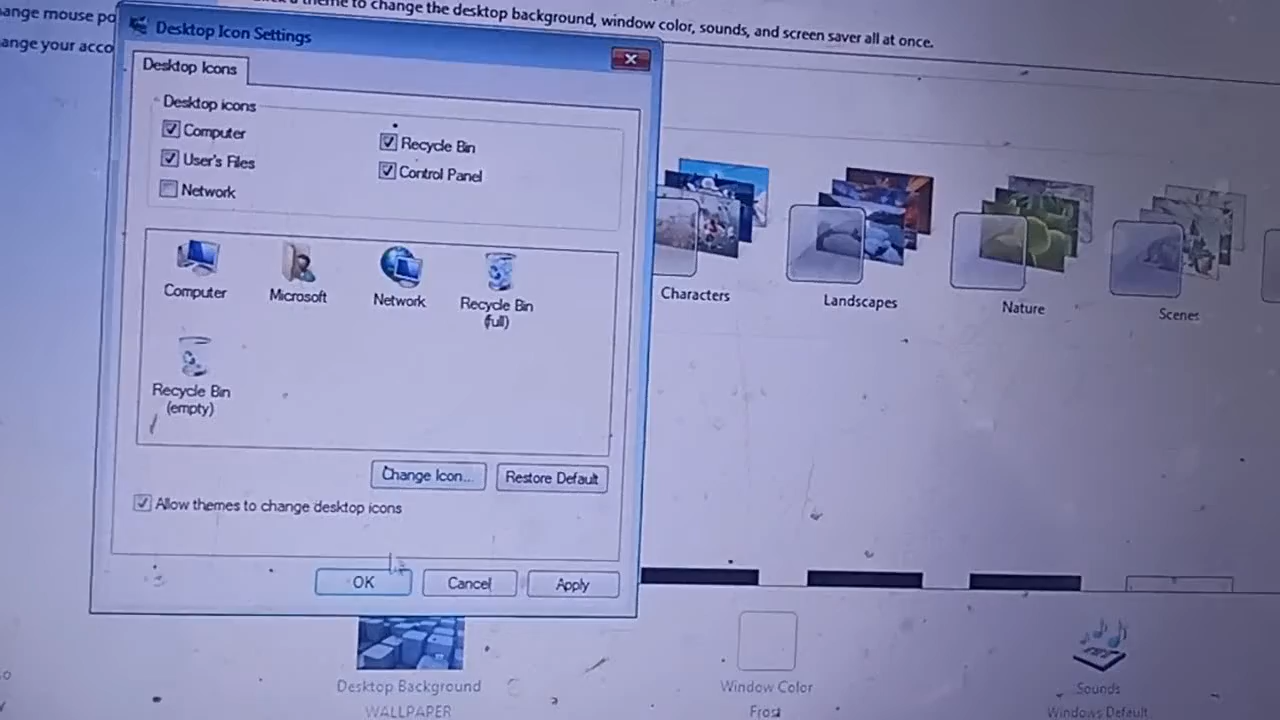 ange mouse po
ange your acco
a theme to change the desktop background, window color, sounds, and screen saver all at once.
Desktop Icon Settings
Desktop Icons
Desktop icons
Computer
Recycle Bin
User's Files
Control Panel
Network
Computer
Microsoft
Network
Recycle Bin
(full)
Recycle Bin
(empty)
Change Icon...
Restore Default
Allow themes to change desktop icons
OK
Cancel
Apply
Characters
Landscapes
Nature
Scenes
Desktop Background
WALLPAPER
Window Color
Frost
Sounds
Windows Default